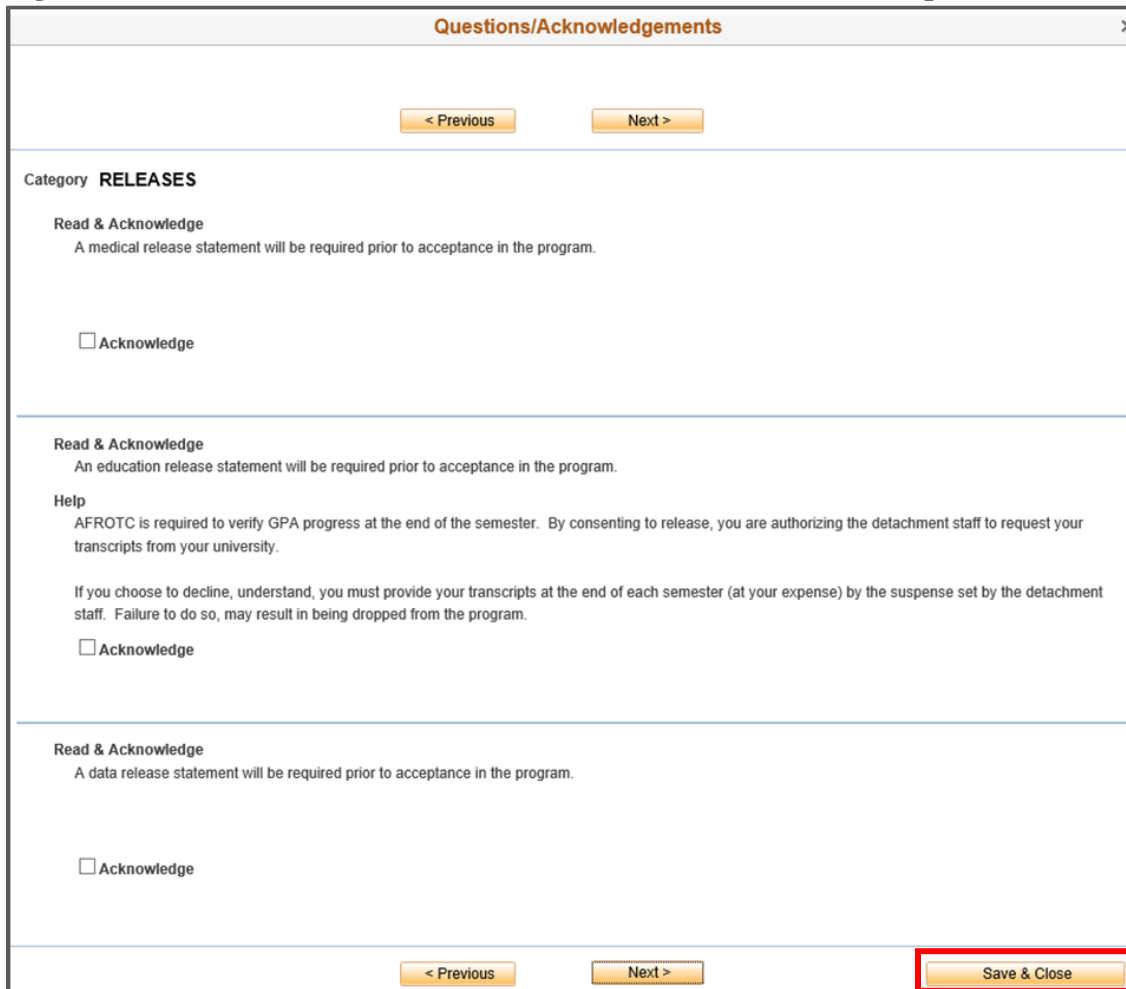 Questions/Acknowledgements
< Previous Next >
Category RELEASES
Read & Acknowledge
A medical release statement will be required prior to acceptance in the program.
Acknowledge
Read & Acknowledge
An education release statement will be required prior to acceptance in the program.
Help
AFROTC is required to verify GPA progress at the end of the semester. By consenting to release, you are authorizing the detachment staff to request your
transcripts from your university.
If you choose to decline, understand, you must provide your transcripts at the end of each semester (at your expense) by the suspense set by the detachment
staff. Failure to do so, may result in being dropped from the program.
Acknowledge
Read & Acknowledge
A data release statement will be required prior to acceptance in the program.
Acknowledge
< Previous Next > Save & Close